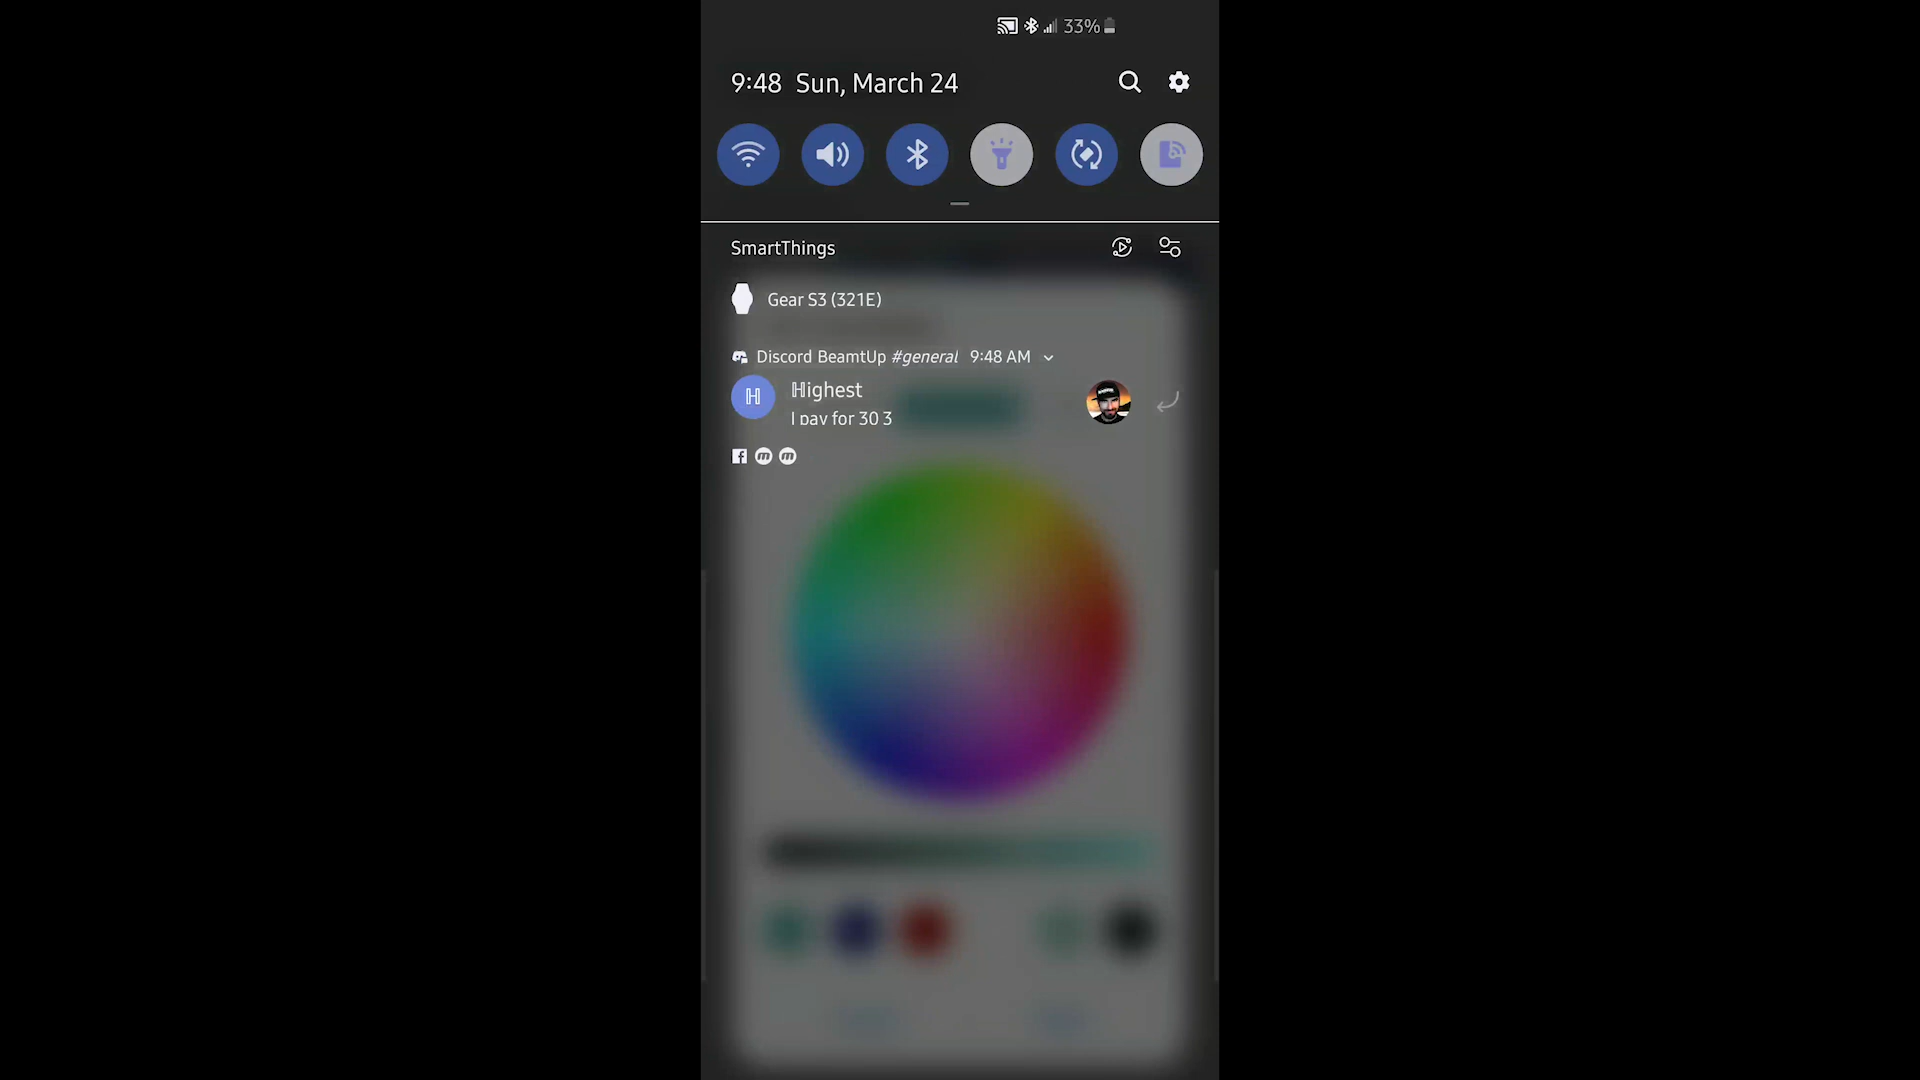 33%
9:48 Sun, March 24
SmartThings
Gear S3 (321E)
Discord BeamtUp #general 9:48 AM
H ℍighest
I pay for 30 3